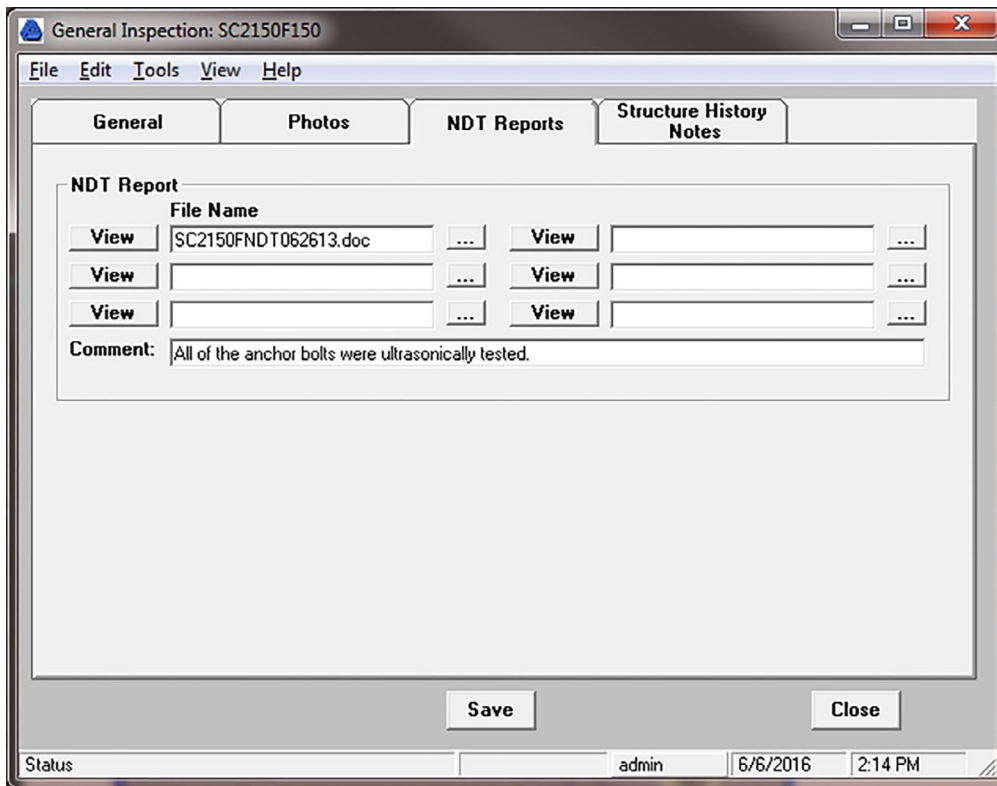 General Inspection: SC2150F150
File Edit Tools View Help
General Photos NDT Reports Structure History Notes
NDT Report
File Name
View SC2150FNDT062613.doc ... View ...
View ... View ...
View ... View ...
Comment: All of the anchor bolts were ultrasonically tested.
Save Close
Status admin 6/6/2016 2:14 PM